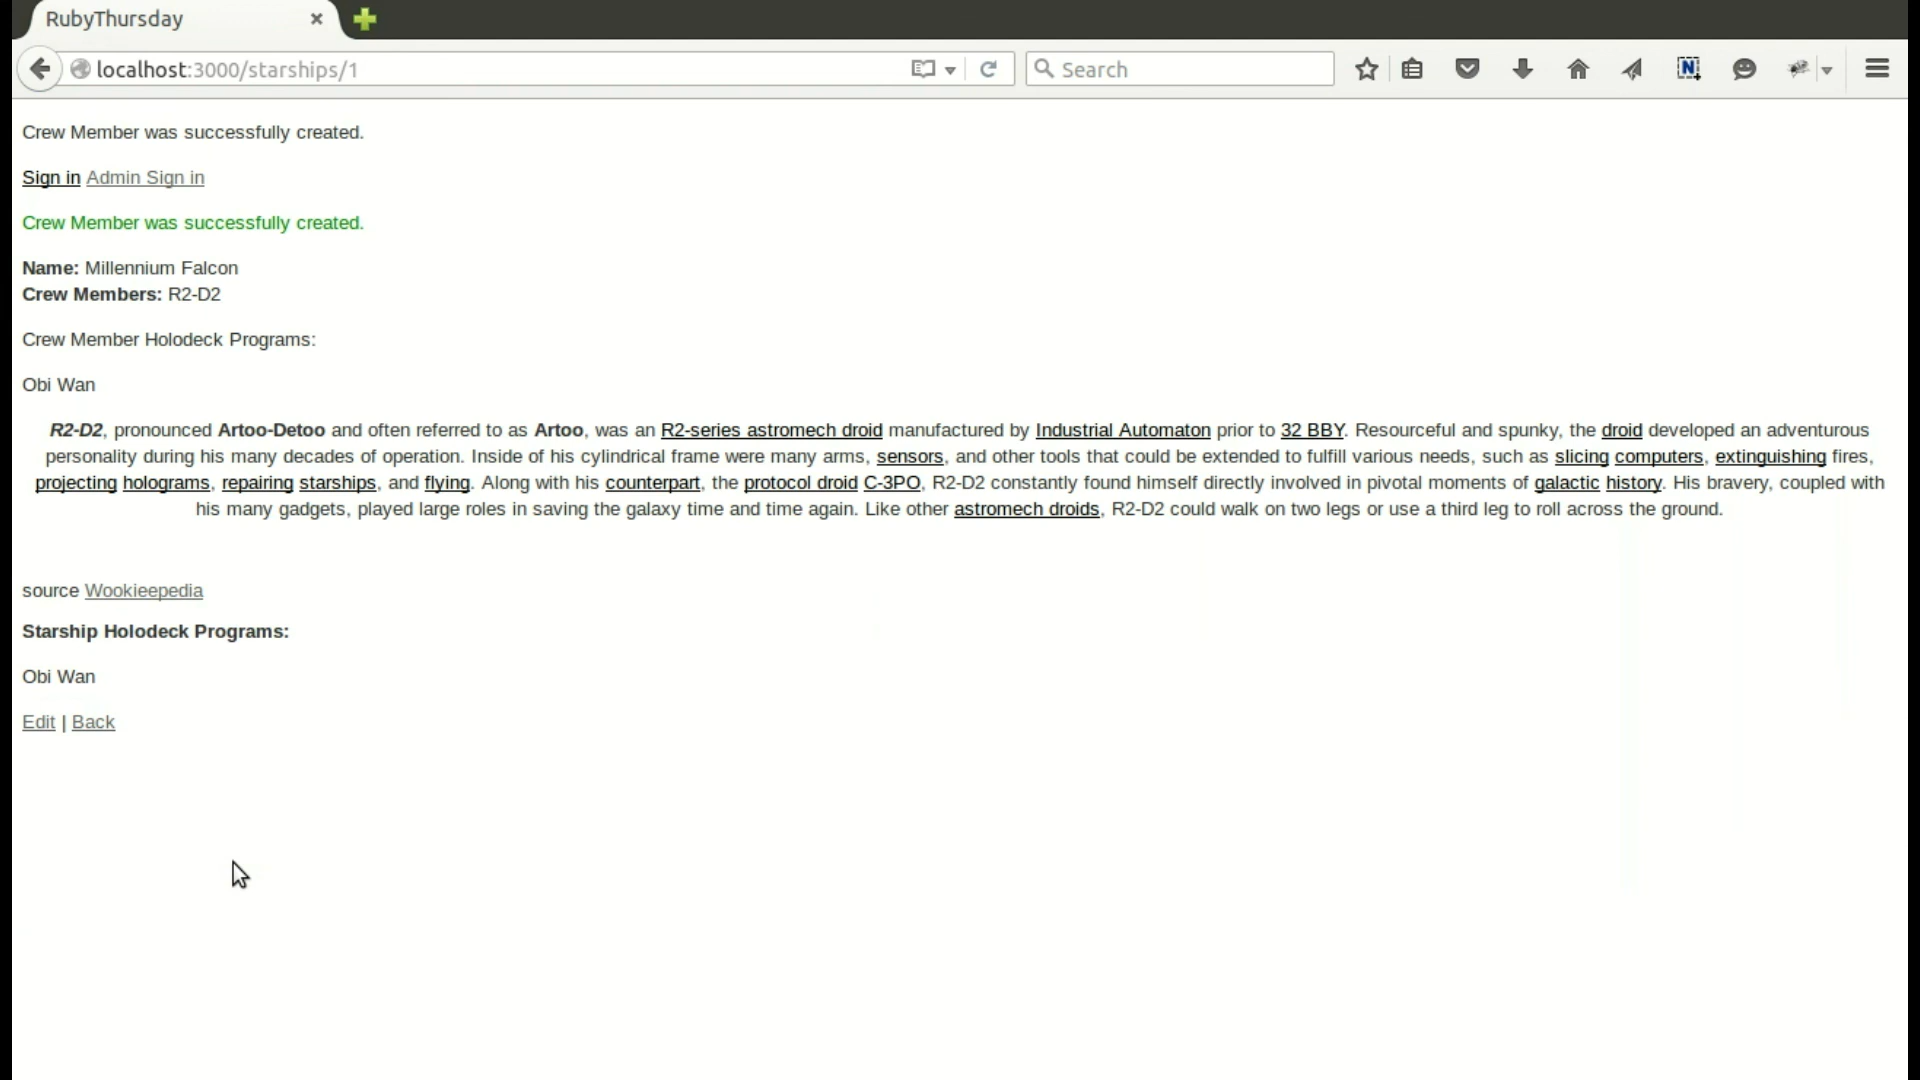 RubyThursday
localhost:3000/starships/1
Search
Crew Member was successfully created.
Sign in Admin Sign in
Crew Member was successfully created.
Name: Millennium Falcon
Crew Members: R2-D2
Crew Member Holodeck Programs:
Obi Wan
R2-D2, pronounced Artoo-Detoo and often referred to as Artoo, was an R2-series astromech droid manufactured by Industrial Automaton prior to 32 BBY. Resourceful and spunky, the droid developed an adventurous
personality during his many decades of operation. Inside of his cylindrical frame were many arms, sensors, and other tools that could be extended to fulfill various needs, such as slicing computers, extinguishing fires,
projecting holograms, repairing starships, and flying. Along with his counterpart, the protocol droid C-3PO, R2-D2 constantly found himself directly involved in pivotal moments of galactic history. His bravery, coupled with
his many gadgets, played large roles in saving the galaxy time and time again. Like other astromech droids, R2-D2 could walk on two legs or use a third leg to roll across the ground.
source Wookieepedia
Starship Holodeck Programs:
Obi Wan
Edit | Back